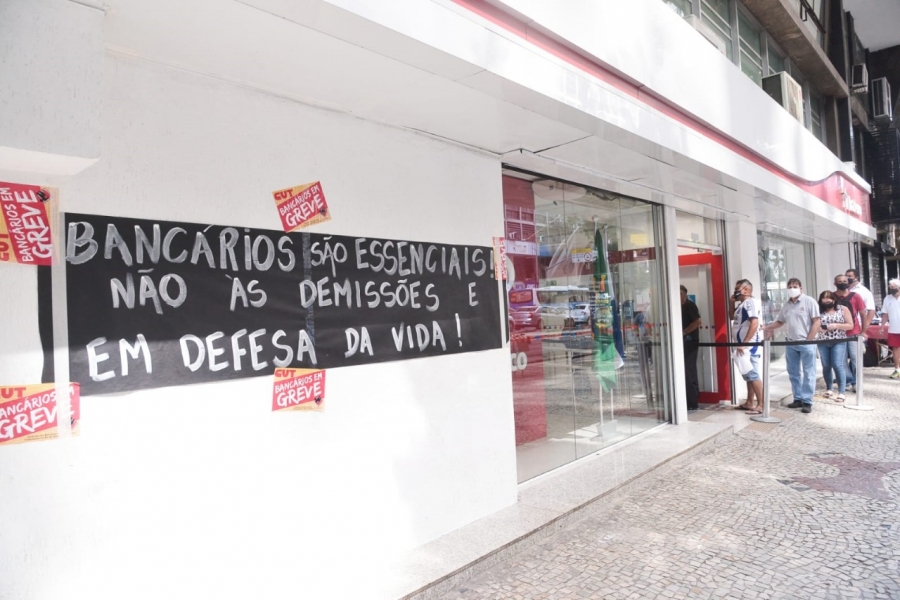 CUT
BANCÁRIOS EM
GREVE
BANCÁRIOS SÃO ESSENCIAIS!
NÃO ÀS DEMISSÕES E
EM DEFESA DA VIDA!
CUT
BANCÁRIOS EM
GREVE
CUT
BANCÁRIOS EM
GREVE
CUT
BANCÁRIOS EM
GREVE